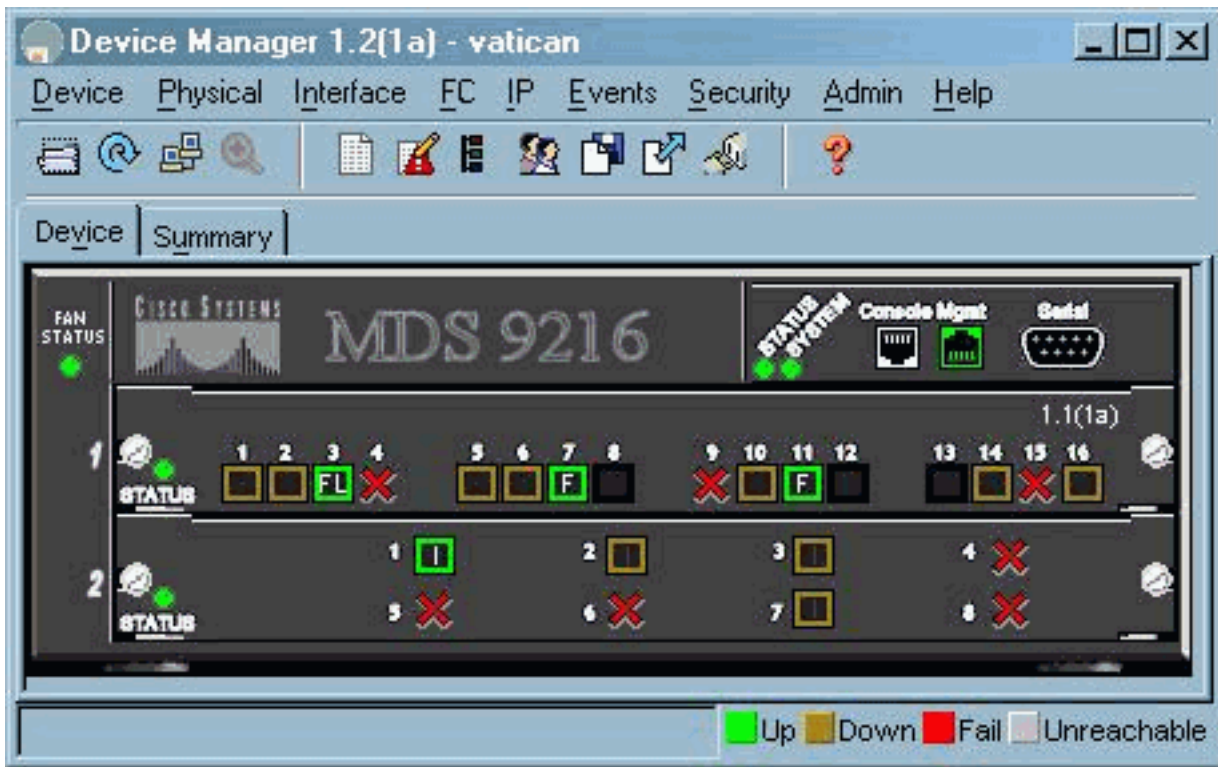 Device Manager 1.2(1a) - vatican
Device Physical Interface FC IP Events Security Admin Help
Device Summary
FAN STATUS
CISCO SYSTEMS
MDS 9216
STATUS
SYSTEM
Console Mgmt Serial
1.1(1a)
1
1 2 3 4 5 6 7 8 9 10 11 12 13 14 15 16
FL F F
STATUS
2
1 I 2 I 3 I 4
5 6 7 I 8
STATUS
Up Down Fail Unreachable